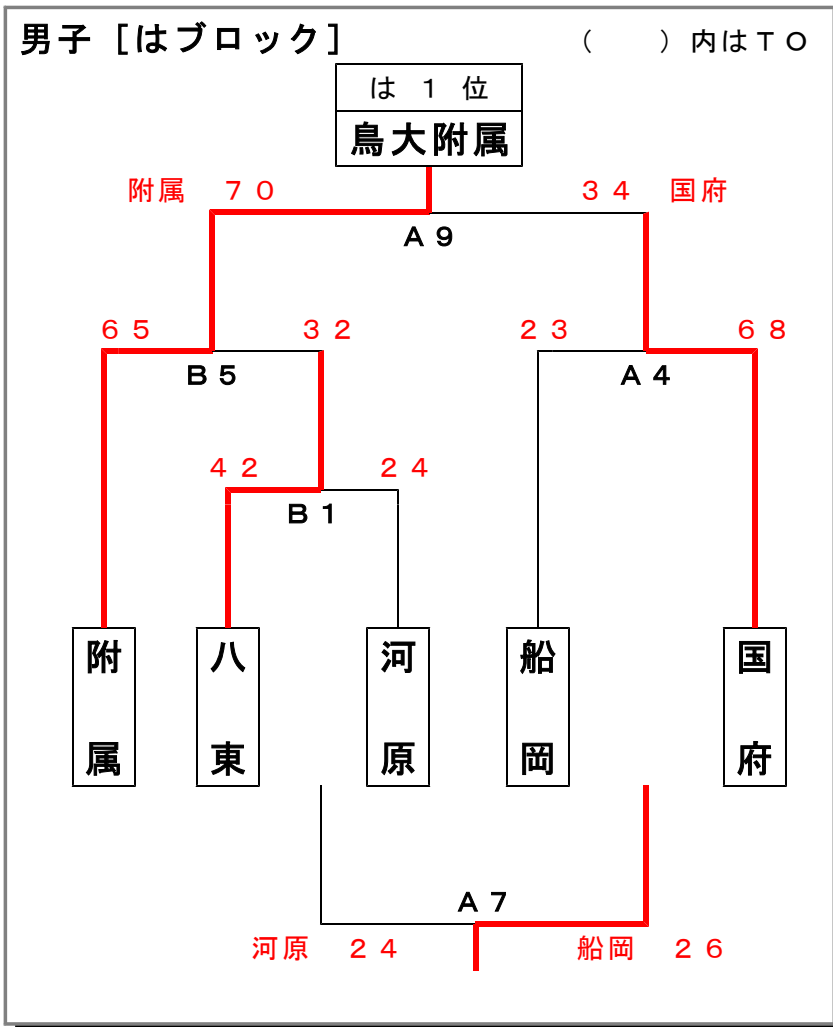 男子［はブロック］　（　　）内はＴＯ
は　１　位
鳥大附属
附属　７０　３４　国府
Ａ９
６５　３２　２３　６８
Ｂ５　Ａ４
４２　２４
Ｂ１
附属　八東　河原　船岡　国府
Ａ７
河原　２４　船岡　２６